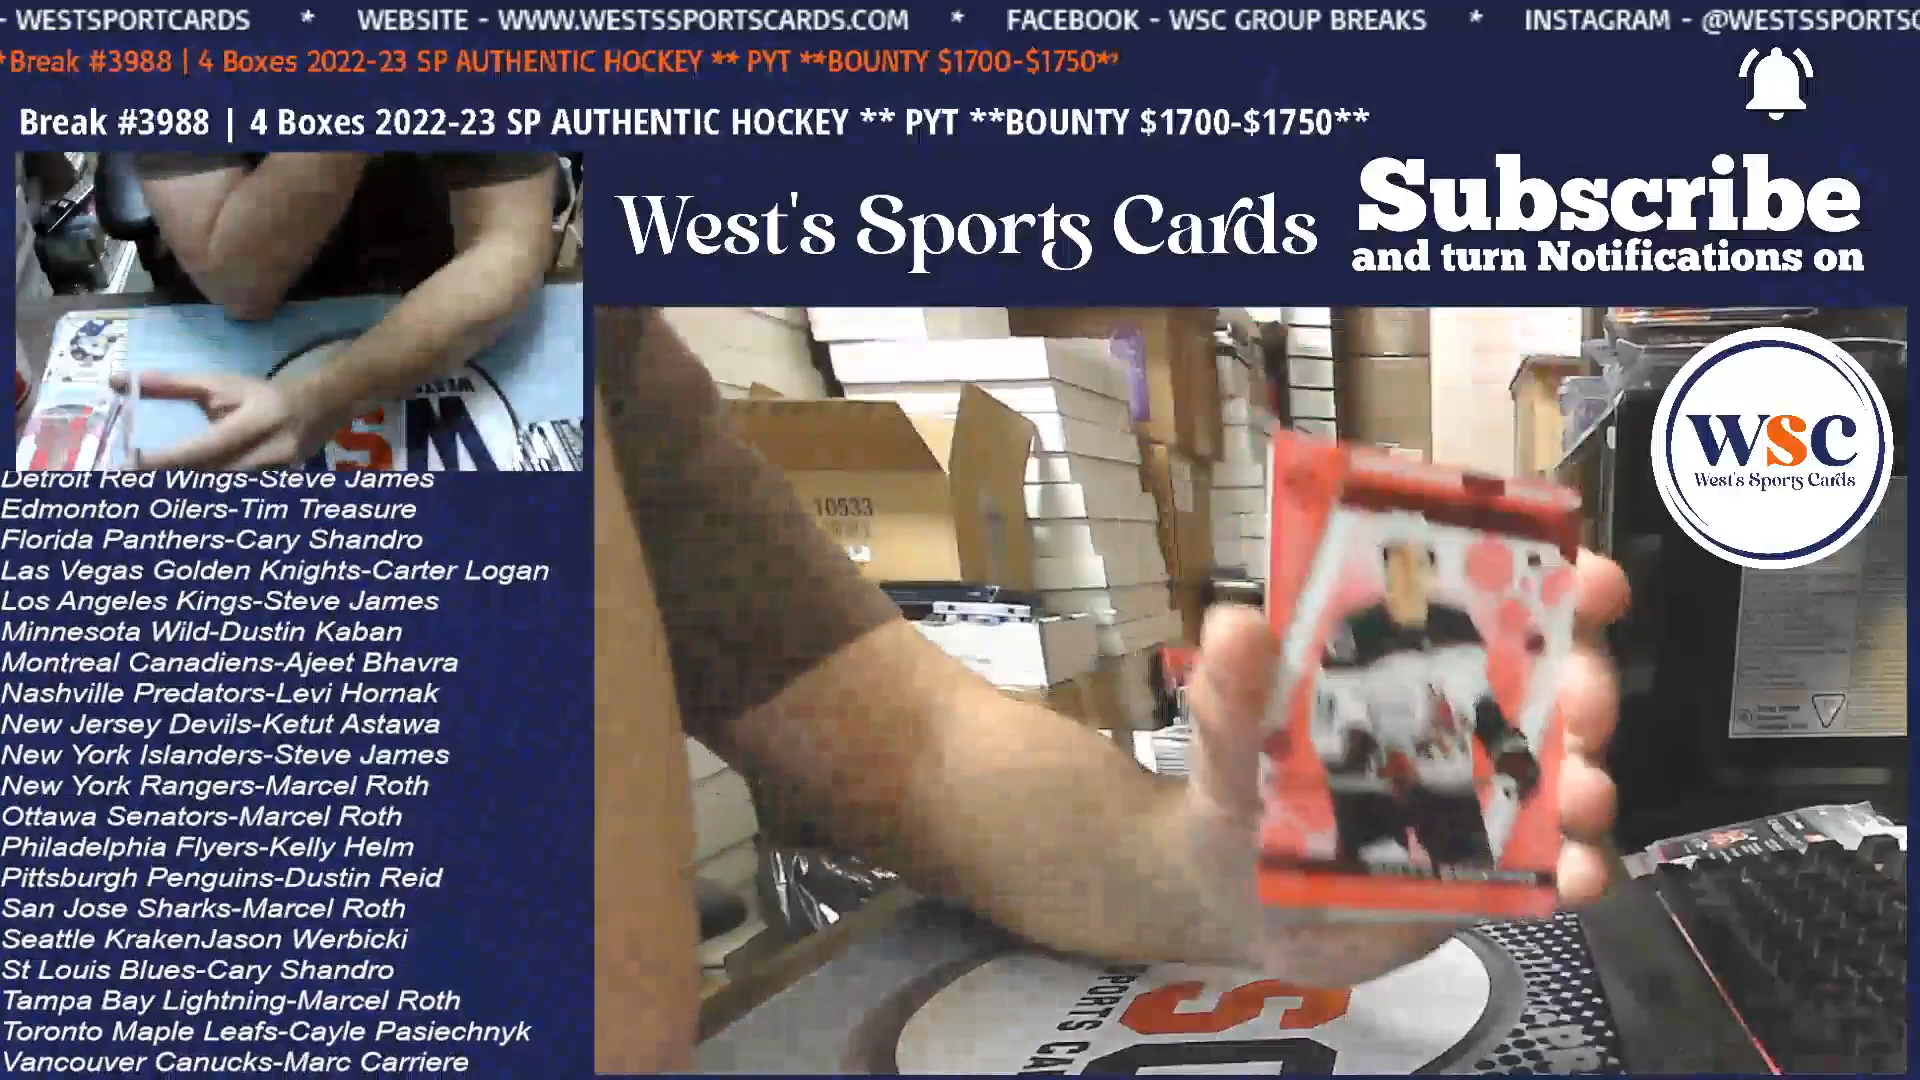 - WESTSPORTCARDS * WEBSITE - WWW.WESTSSPORTSCARDS.COM * FACEBOOK - WSC GROUP BREAKS * INSTAGRAM - @WESTSSPORTSC
*Break #3988 | 4 Boxes 2022-23 SP AUTHENTIC HOCKEY ** PYT **BOUNTY $1700-$1750**
Break #3988 | 4 Boxes 2022-23 SP AUTHENTIC HOCKEY ** PYT **BOUNTY $1700-$1750**
West's Sports Cards
Subscribe
and turn Notifications on
WSC
West's Sports Cards
10533
Detroit Red Wings-Steve James
Edmonton Oilers-Tim Treasure
Florida Panthers-Cary Shandro
Las Vegas Golden Knights-Carter Logan
Los Angeles Kings-Steve James
Minnesota Wild-Dustin Kaban
Montreal Canadiens-Ajeet Bhavra
Nashville Predators-Levi Hornak
New Jersey Devils-Ketut Astawa
New York Islanders-Steve James
New York Rangers-Marcel Roth
Ottawa Senators-Marcel Roth
Philadelphia Flyers-Kelly Helm
Pittsburgh Penguins-Dustin Reid
San Jose Sharks-Marcel Roth
Seattle KrakenJason Werbicki
St Louis Blues-Cary Shandro
Tampa Bay Lightning-Marcel Roth
Toronto Maple Leafs-Cayle Pasiechnyk
Vancouver Canucks-Marc Carriere